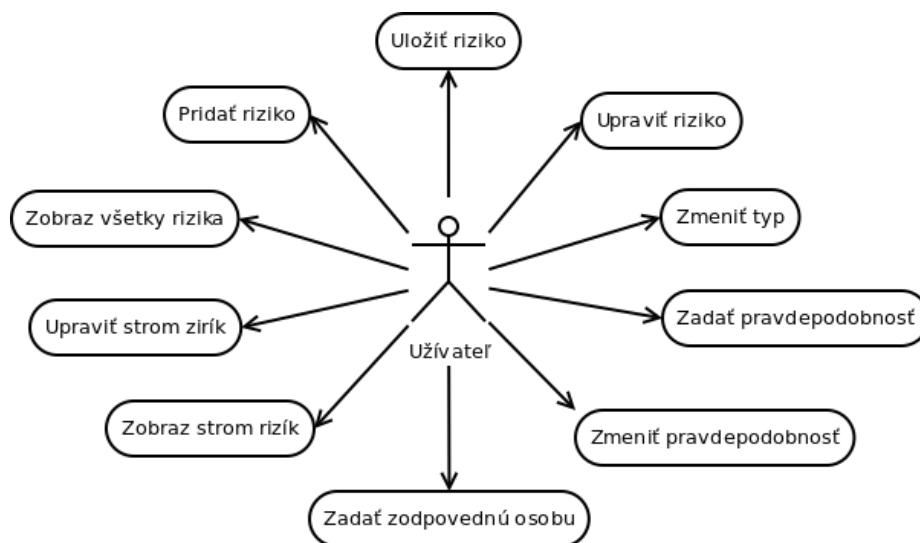 Uložiť riziko
Pridať riziko
Upraviť riziko
Zobraz všetky rizika
Zmeniť typ
Upraviť strom zirík
Zadať pravdepodobnosť
Užívateľ
Zobraz strom rizík
Zmeniť pravdepodobnosť
Zadať zodpovednú osobu